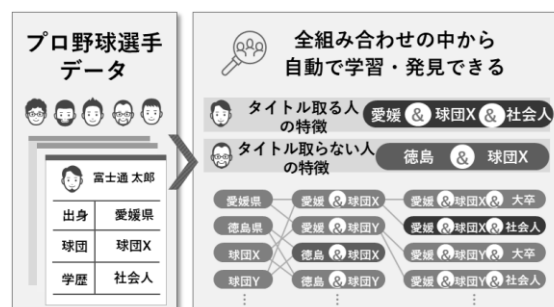 プロ野球選手
データ
富士通 太郎
出身 愛媛県
球団 球団X
学歴 社会人
全組み合わせの中から
自動で学習・発見できる
タイトル取る人
の特徴
愛媛 & 球団X & 社会人
タイトル取らない人
の特徴
徳島 & 球団X
愛媛県 愛媛 & 球団X 愛媛 & 球団X & 大卒
徳島県 愛媛 & 球団Y 愛媛 & 球団X & 社会人
球団X 徳島 & 球団X 愛媛 & 球団Y & 大卒
球団Y 徳島 & 球団Y 愛媛 & 球団Y & 社会人